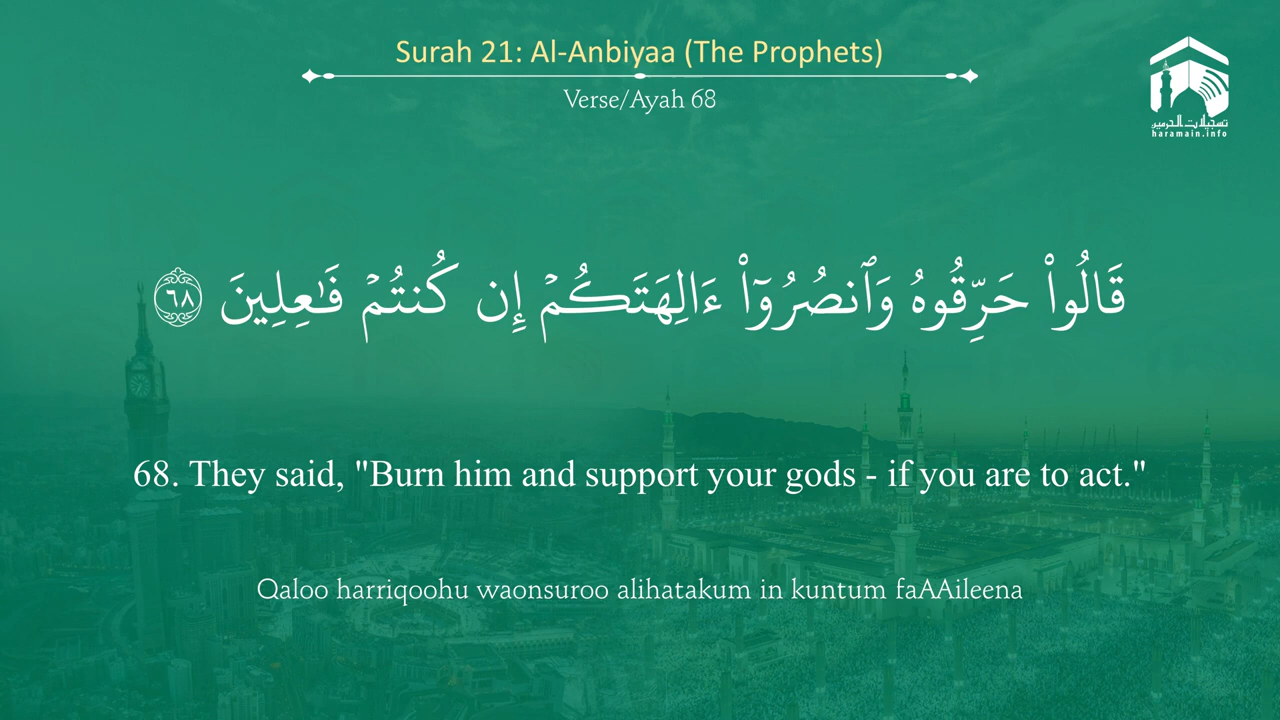 Surah 21: Al-Anbiyaa (The Prophets)
Verse/Ayah 68
تسجيلات الحرمين
haramain.info
قَالُوا۟ حَرِّقُوهُ وَٱنصُرُوٓا۟ ءَالِهَتَكُمْ إِن كُنتُمْ فَـٰعِلِينَ ٦٨
68. They said, "Burn him and support your gods - if you are to act."
Qaloo harriqoohu waonsuroo alihatakum in kuntum faAAileena